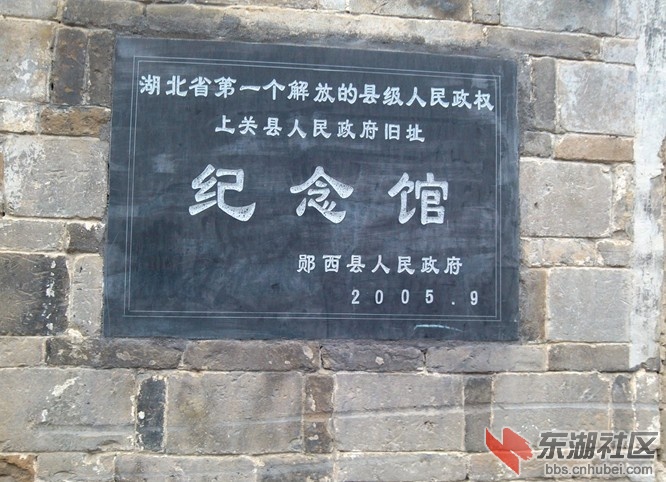 湖北省第一个解放的县级人民政权
上关县人民政府旧址
纪念馆
郧西县人民政府
2005.9
东湖社区
bbs.cnhubei.com